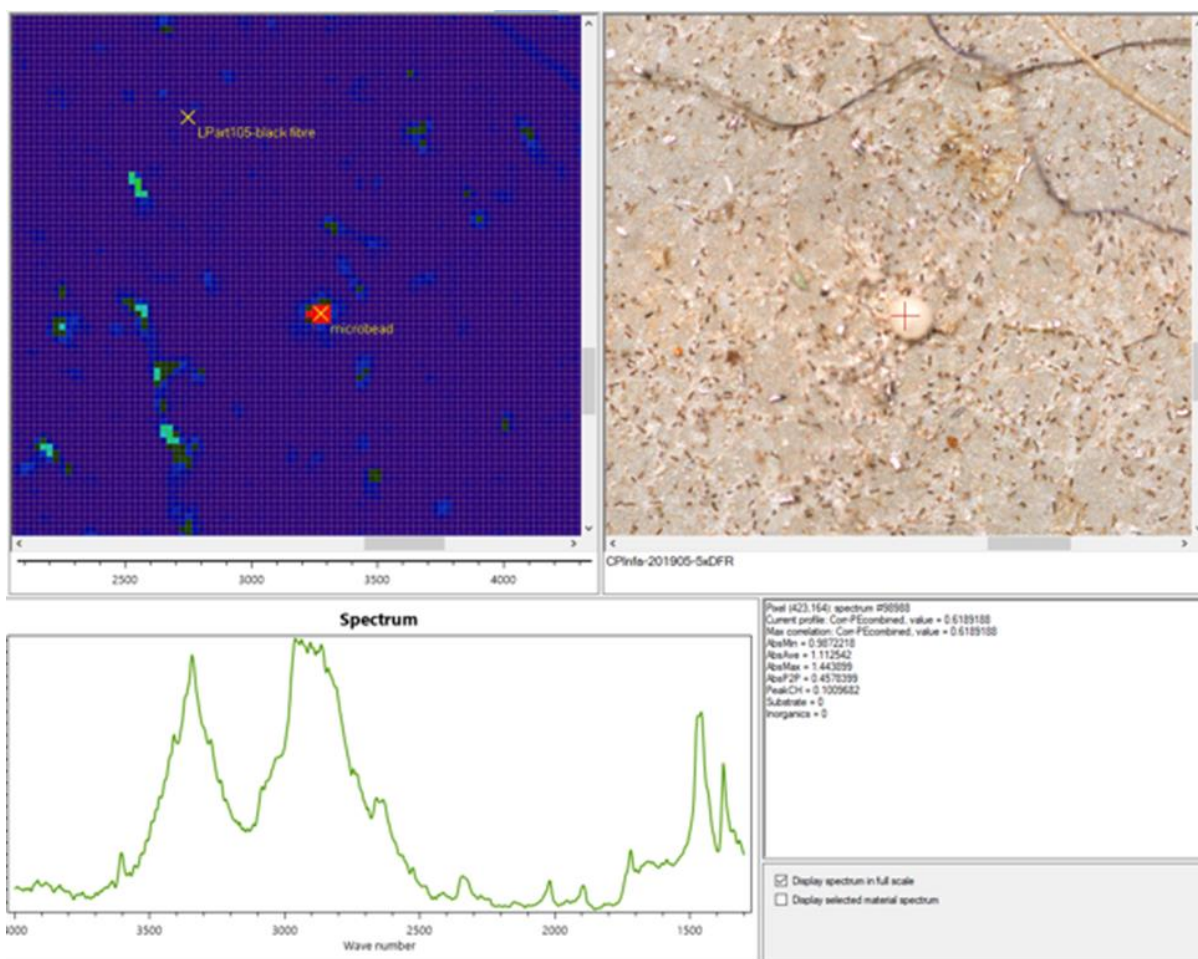 LPart105-black fibre
microbead
2500 3000 3500 4000
CPInfa-201905-5xDFR
Spectrum
3500 3000 2500 2000 1500
Wave number
Pixel (423,164): spectrum #98988
Current profile: Corr-PEcombined, value = 0.6189188
Max correlation: Corr-PEcombined, value = 0.6189188
AbsMin = 0.9872218
AbsAve = 1.112542
AbsMax = 1.443899
AbsP2P = 0.4578399
PeakCH = 0.1009682
Substrate = 0
Inorganics = 0
Display spectrum in full scale
Display selected material spectrum